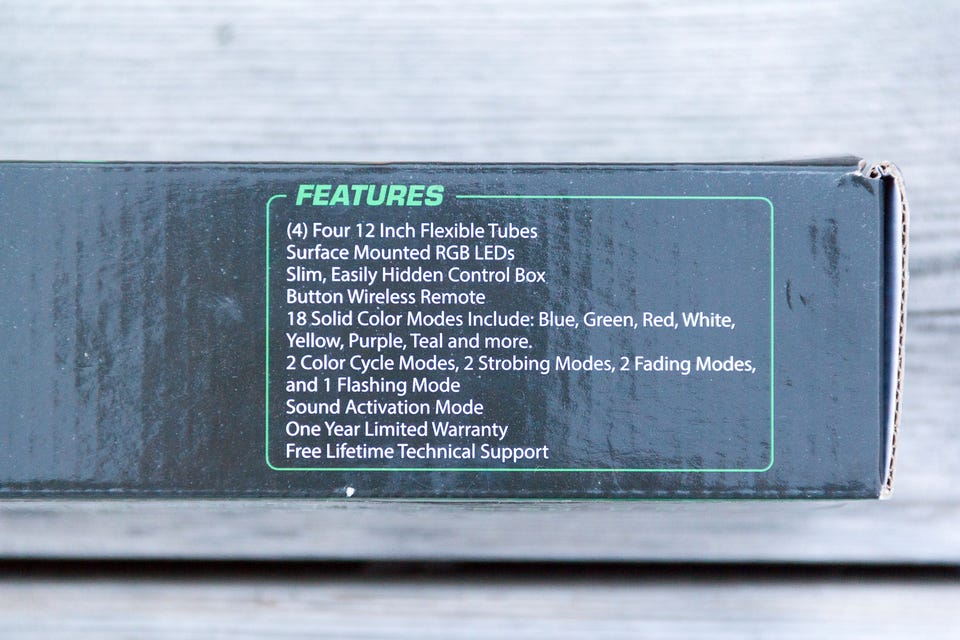 FEATURES
(4) Four 12 Inch Flexible Tubes
Surface Mounted RGB LEDs
Slim, Easily Hidden Control Box
Button Wireless Remote
18 Solid Color Modes Include: Blue, Green, Red, White,
Yellow, Purple, Teal and more.
2 Color Cycle Modes, 2 Strobing Modes, 2 Fading Modes,
and 1 Flashing Mode
Sound Activation Mode
One Year Limited Warranty
Free Lifetime Technical Support